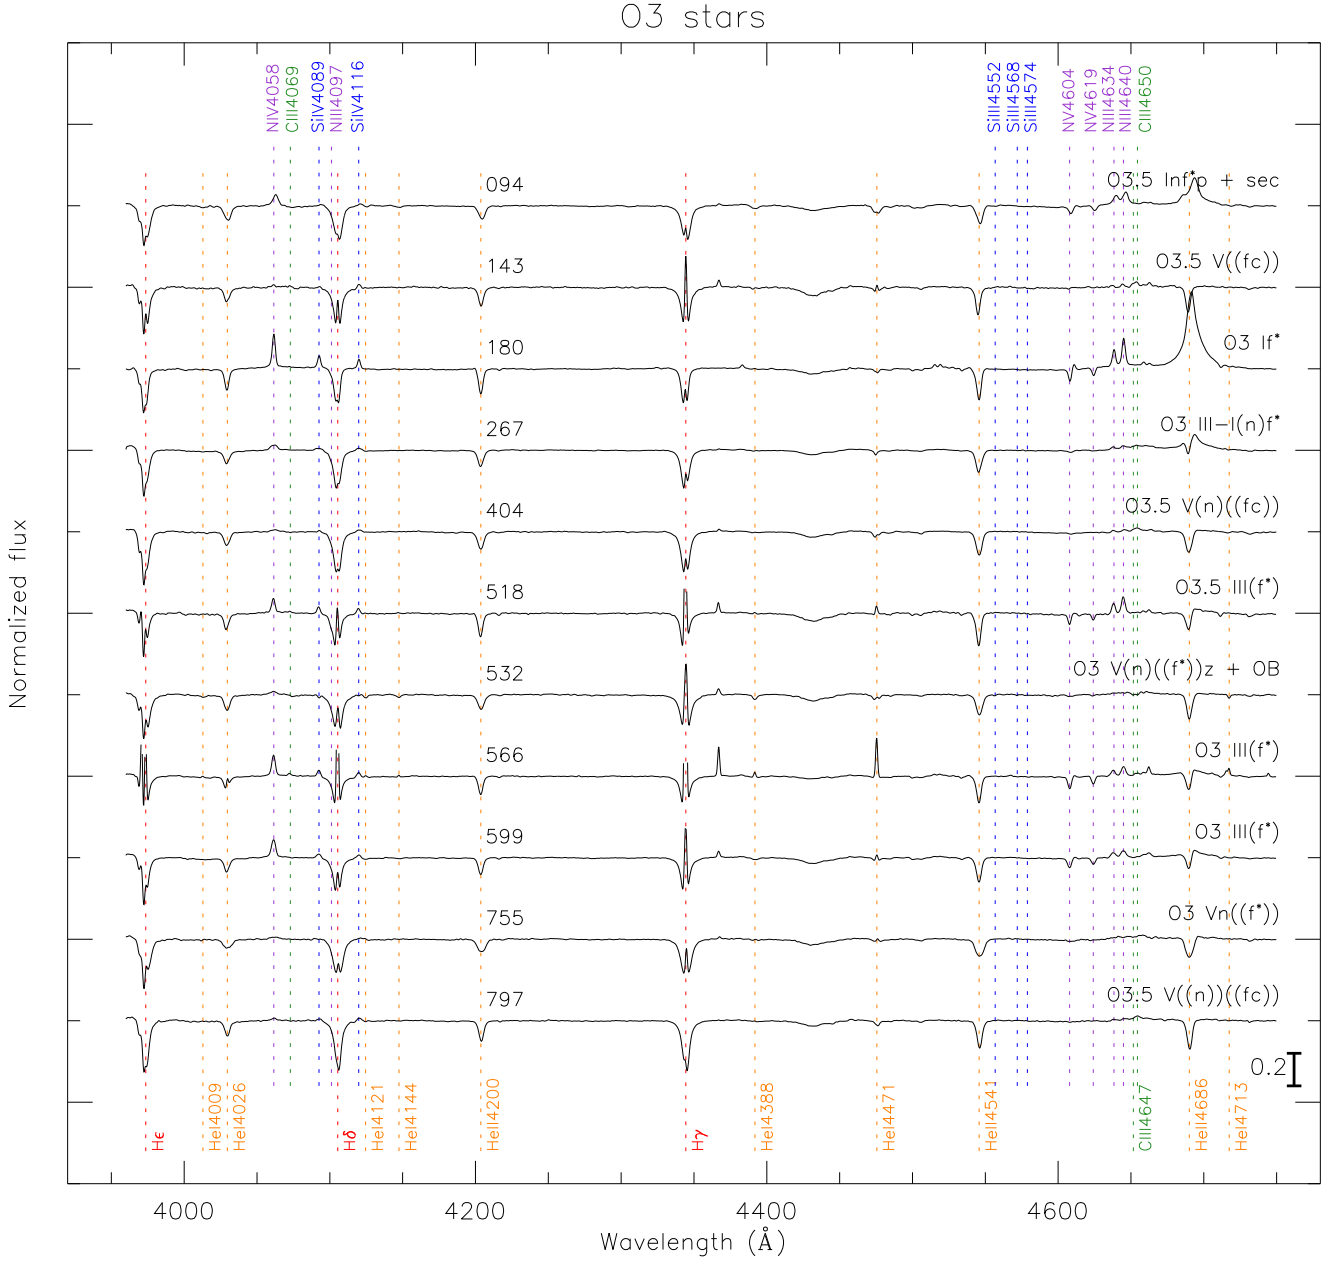 O3 stars
NIV4058
CIII4069
SiIV4089
NIII4097
SiIV4116
SiIII4552
SiIII4568
SiIII4574
NV4604
NV4619
NIII4634
NIII4640
CIII4650
094
O3.5 Inf*p + sec
143
O3.5 V((fc))
180
O3 If*
267
O3 III-I(n)f*
404
O3.5 V(n)((fc))
518
O3.5 III(f*)
532
O3 V(n)((f*))z + OB
566
O3 III(f*)
599
O3 III(f*)
755
O3 Vn((f*))
797
O3.5 V((n))((fc))
0.2
Hε
HeI4009
HeI4026
Hδ
HeI4121
HeI4144
HeII4200
Hγ
HeI4388
HeI4471
HeII4541
CIII4647
HeII4686
HeI4713
4000
4200
4400
4600
Wavelength (Å)
Normalized flux